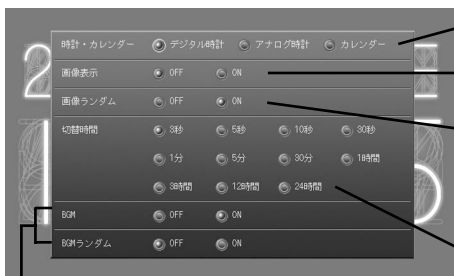 時計・カレンダー デジタル時計 アナログ時計 カレンダー
画像表示 OFF ON
画像ランダム OFF ON
切替時間 3秒 5秒 10秒 30秒
1分 5分 30分 1時間
3時間 12時間 24時間
BGM OFF ON
BGMランダム OFF ON